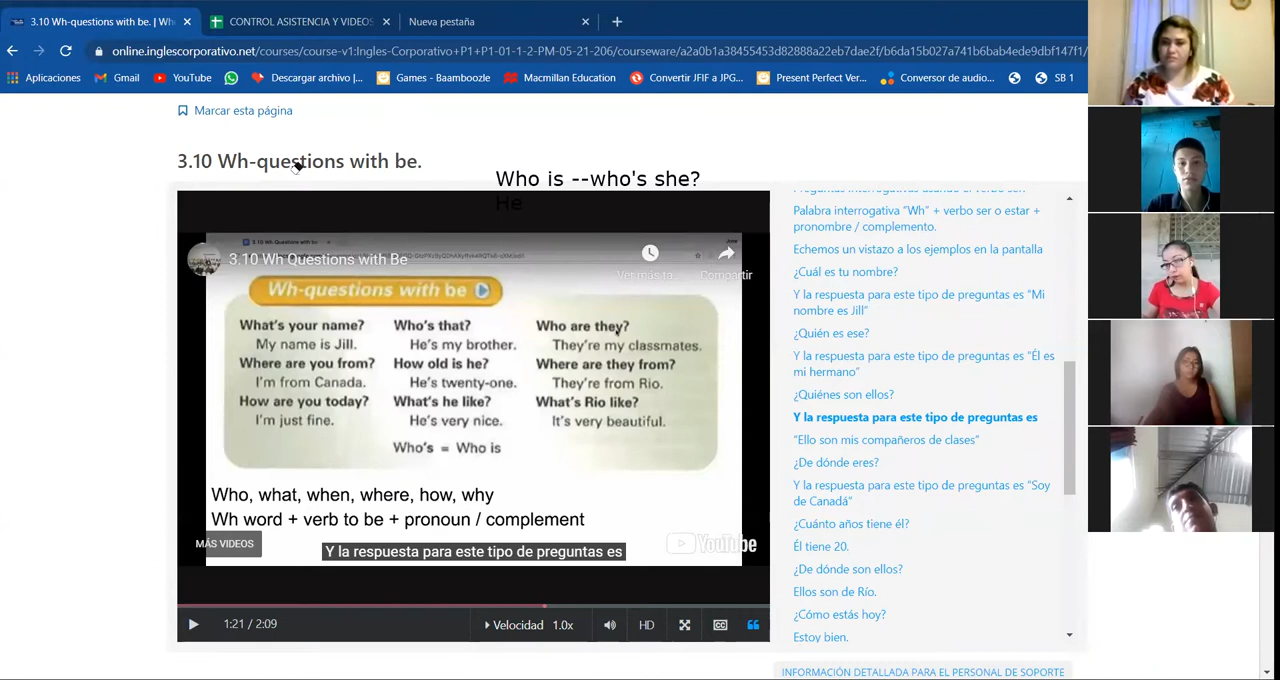 3.10 Wh-questions with be. | Wh
CONTROL ASISTENCIA Y VIDEOS
Nueva pestaña
online.inglescorporativo.net/courses/course-v1:Ingles-Corporativo+P1+P1-01-1-2-PM-05-21-206/courseware/a2a0b1a38455453d82888a22eb7dae2f/b6da15b027a741b6bab4ede9dbf147f1/
Aplicaciones
Gmail
YouTube
Descargar archivo |...
Games - Baamboozle
Macmillan Education
Convertir JFIF a JPG...
Present Perfect Ver...
Conversor de audio...
SB 1
Marcar esta página
3.10 Wh-questions with be.
Who is --who's she?
He
3.10 Wh Questions with Be
Ver más ta...
Compartir
Wh-questions with be
What's your name?
My name is Jill.
Where are you from?
I'm from Canada.
How are you today?
I'm just fine.
Who's that?
He's my brother.
How old is he?
He's twenty-one.
What's he like?
He's very nice.
Who's = Who is
Who are they?
They're my classmates.
Where are they from?
They're from Rio.
What's Rio like?
It's very beautiful.
Who, what, when, where, how, why
Wh word + verb to be + pronoun / complement
MÁS VIDEOS
Y la respuesta para este tipo de preguntas es
YouTube
1:21 / 2:09
Velocidad 1.0x
HD
Preguntas interrogativas usando el verbo ser.
Palabra interrogativa "Wh" + verbo ser o estar +
pronombre / complemento.
Echemos un vistazo a los ejemplos en la pantalla
¿Cuál es tu nombre?
Y la respuesta para este tipo de preguntas es "Mi
nombre es Jill"
¿Quién es ese?
Y la respuesta para este tipo de preguntas es "Él es
mi hermano"
¿Quiénes son ellos?
Y la respuesta para este tipo de preguntas es
"Ello son mis compañeros de clases"
¿De dónde eres?
Y la respuesta para este tipo de preguntas es "Soy
de Canadá"
¿Cuánto años tiene él?
Él tiene 20.
¿De dónde son ellos?
Ellos son de Río.
¿Cómo estás hoy?
Estoy bien.
INFORMACIÓN DETALLADA PARA EL PERSONAL DE SOPORTE